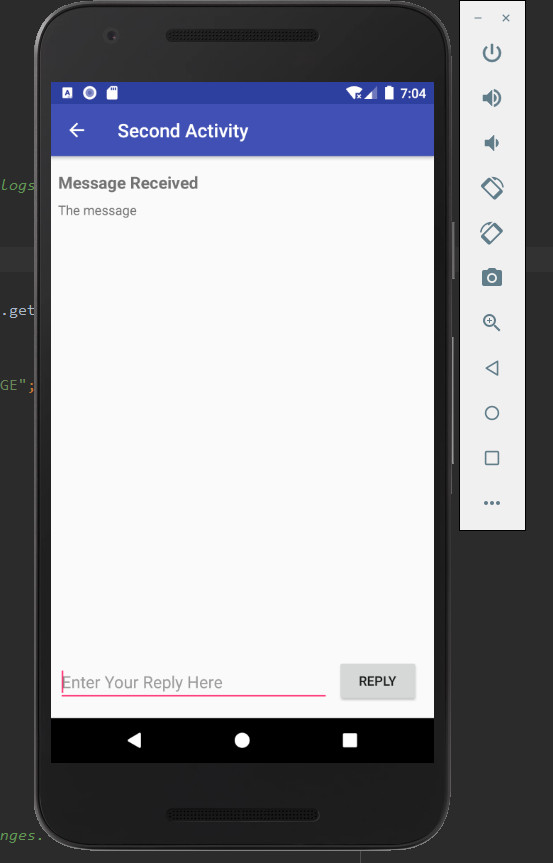 7:04
Second Activity
logs
Message Received
The message
.get
GE";
Enter Your Reply Here
REPLY
nges.